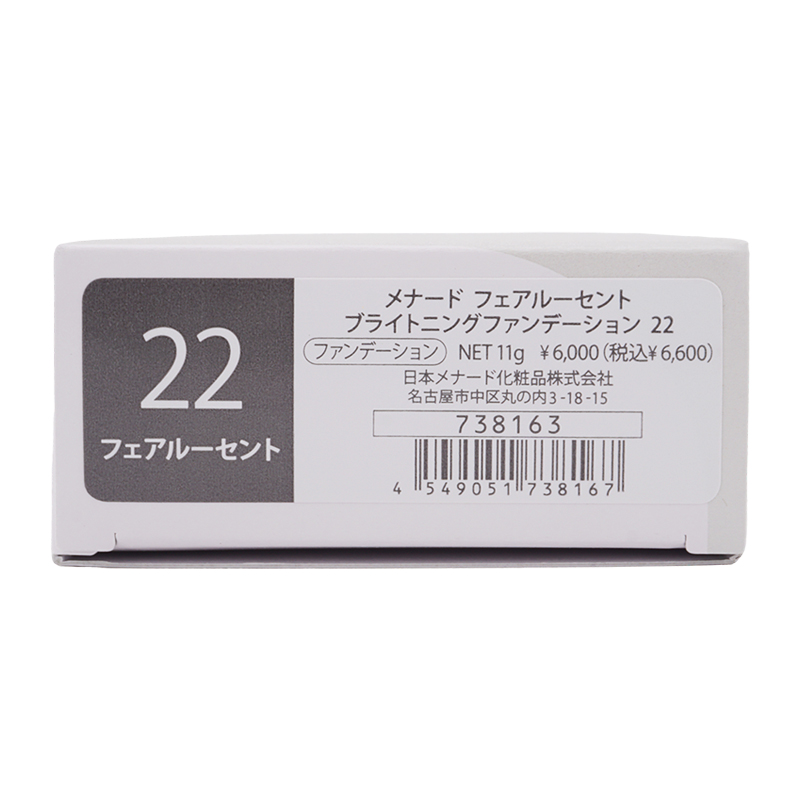 22
フェアルーセント
メナード フェアルーセント
ブライトニングファンデーション 22
ファンデーション NET 11g ¥6,000(税込¥6,600)
日本メナード化粧品株式会社
名古屋市中区丸の内3-18-15
738163
4 549051 738167